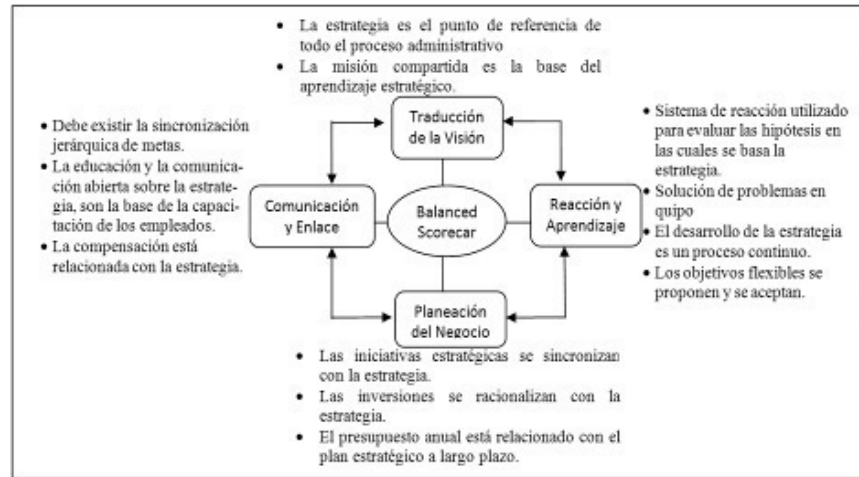 • La estrategia es el punto de referencia de
todo el proceso administrativo
• La misión compartida es la base del
aprendizaje estratégico.
Traducción
de la Visión
• Debe existir la sincronización
jerárquica de metas.
• La educación y la comunica-
ción abierta sobre la estrate-
gia, son la base de la capaci-
tación de los empleados.
• La compensación está
relacionada con la estrategia.
Comunicación
y Enlace
Balanced
Scorecar
Reacción y
Aprendizaje
• Sistema de reacción utilizado
para evaluar las hipótesis en
las cuales se basa la
estrategia.
• Solución de problemas en
quipo
• El desarrollo de la estrategia
es un proceso continuo.
• Los objetivos flexibles se
proponen y se aceptan.
Planeación
del Negocio
• Las iniciativas estratégicas se sincronizan
con la estrategia.
• Las inversiones se racionalizan con la
estrategia.
• El presupuesto anual está relacionado con el
plan estratégico a largo plazo.